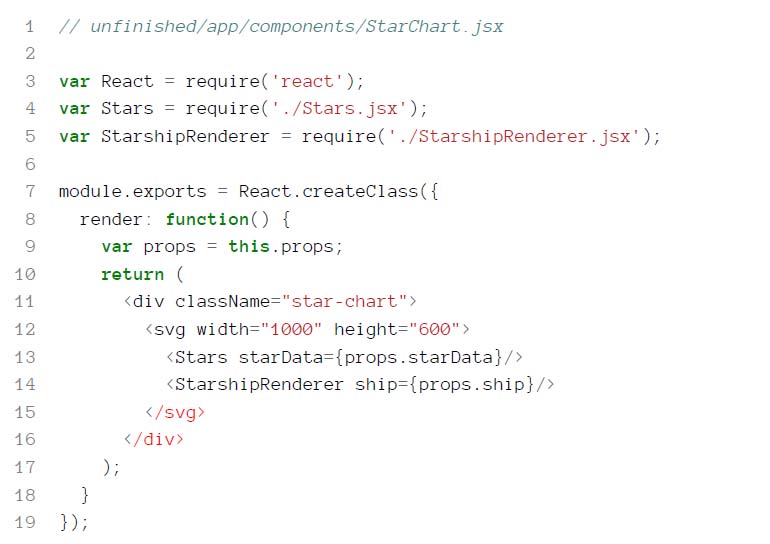 1 // unfinished/app/components/StarChart.jsx
2
3 var React = require('react');
4 var Stars = require('./Stars.jsx');
5 var StarshipRenderer = require('./StarshipRenderer.jsx');
6
7 module.exports = React.createClass({
8   render: function() {
9     var props = this.props;
10     return (
11       <div className="star-chart">
12         <svg width="1000" height="600">
13           <Stars starData={props.starData}/>
14           <StarshipRenderer ship={props.ship}/>
15         </svg>
16       </div>
17     );
18   }
19 });